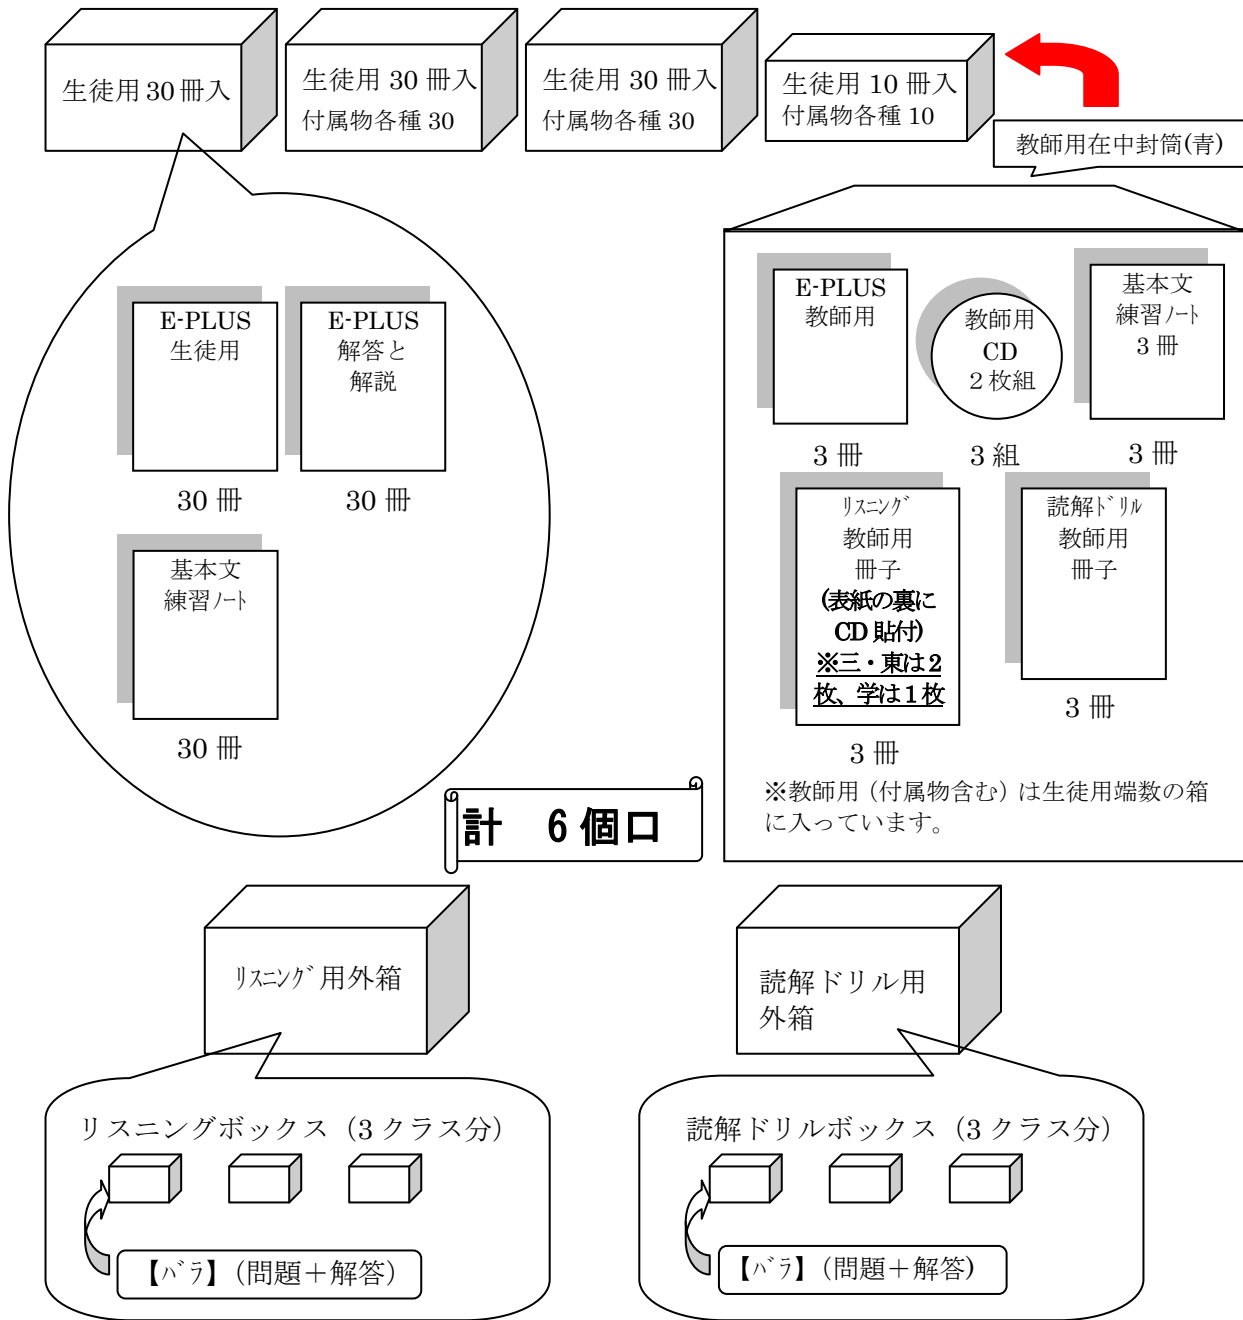 生徒用 30 冊入
生徒用 30 冊入
付属物各種 30
生徒用 30 冊入
付属物各種 30
生徒用 10 冊入
付属物各種 10
教師用在中封筒(青)
E-PLUS
生徒用
30 冊
E-PLUS
解答と
解説
30 冊
基本文
練習ﾉｰﾄ
30 冊
E-PLUS
教師用
3 冊
教師用
CD
２枚組
3 組
基本文
練習ﾉｰﾄ
3 冊
3 冊
ﾘｽﾆﾝｸﾞ
教師用
冊子
(表紙の裏に
CD 貼付)
※三・東は２
枚、学は１枚
3 冊
読解ﾄﾞﾘﾙ
教師用
冊子
3 冊
※教師用（付属物含む）は生徒用端数の箱
に入っています。
計　6 個口
ﾘｽﾆﾝｸﾞ用外箱
読解ドリル用
外箱
リスニングボックス（3 クラス分）
【ﾊﾞﾗ】（問題＋解答）
読解ドリルボックス（3 クラス分）
【ﾊﾞﾗ】（問題＋解答）